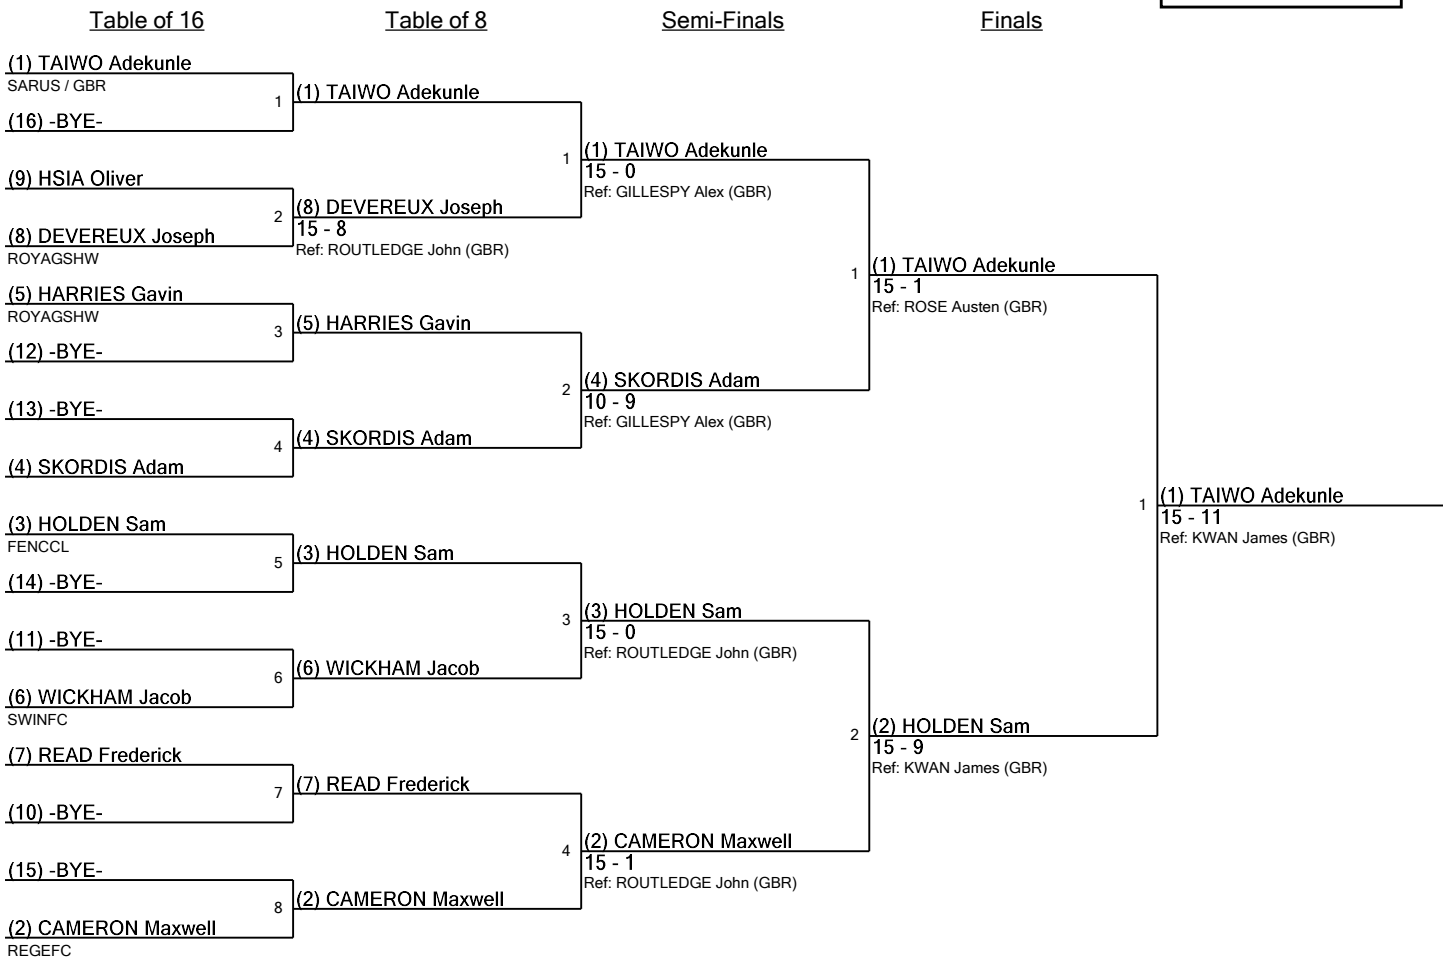 Table of 16
Table of 8
Semi-Finals
Finals
(1) TAIWO Adekunle
SARUS / GBR
1
(16) -BYE-
(9) HSIA Oliver
2
(8) DEVEREUX Joseph
ROYAGSHW
(5) HARRIES Gavin
ROYAGSHW
3
(12) -BYE-
(13) -BYE-
4
(4) SKORDIS Adam
(3) HOLDEN Sam
FENCCL
5
(14) -BYE-
(11) -BYE-
6
(6) WICKHAM Jacob
SWINFC
(7) READ Frederick
7
(10) -BYE-
(15) -BYE-
8
(2) CAMERON Maxwell
REGEFC
(1) TAIWO Adekunle
1
(8) DEVEREUX Joseph
15 - 8
Ref: ROUTLEDGE John (GBR)
(5) HARRIES Gavin
2
(4) SKORDIS Adam
(3) HOLDEN Sam
3
(6) WICKHAM Jacob
(7) READ Frederick
4
(2) CAMERON Maxwell
(1) TAIWO Adekunle
15 - 0
Ref: GILLESPY Alex (GBR)
1
(4) SKORDIS Adam
10 - 9
Ref: GILLESPY Alex (GBR)
(3) HOLDEN Sam
15 - 0
Ref: ROUTLEDGE John (GBR)
2
(2) CAMERON Maxwell
15 - 1
Ref: ROUTLEDGE John (GBR)
(1) TAIWO Adekunle
15 - 1
Ref: ROSE Austen (GBR)
1
(2) HOLDEN Sam
15 - 9
Ref: KWAN James (GBR)
(1) TAIWO Adekunle
15 - 11
Ref: KWAN James (GBR)